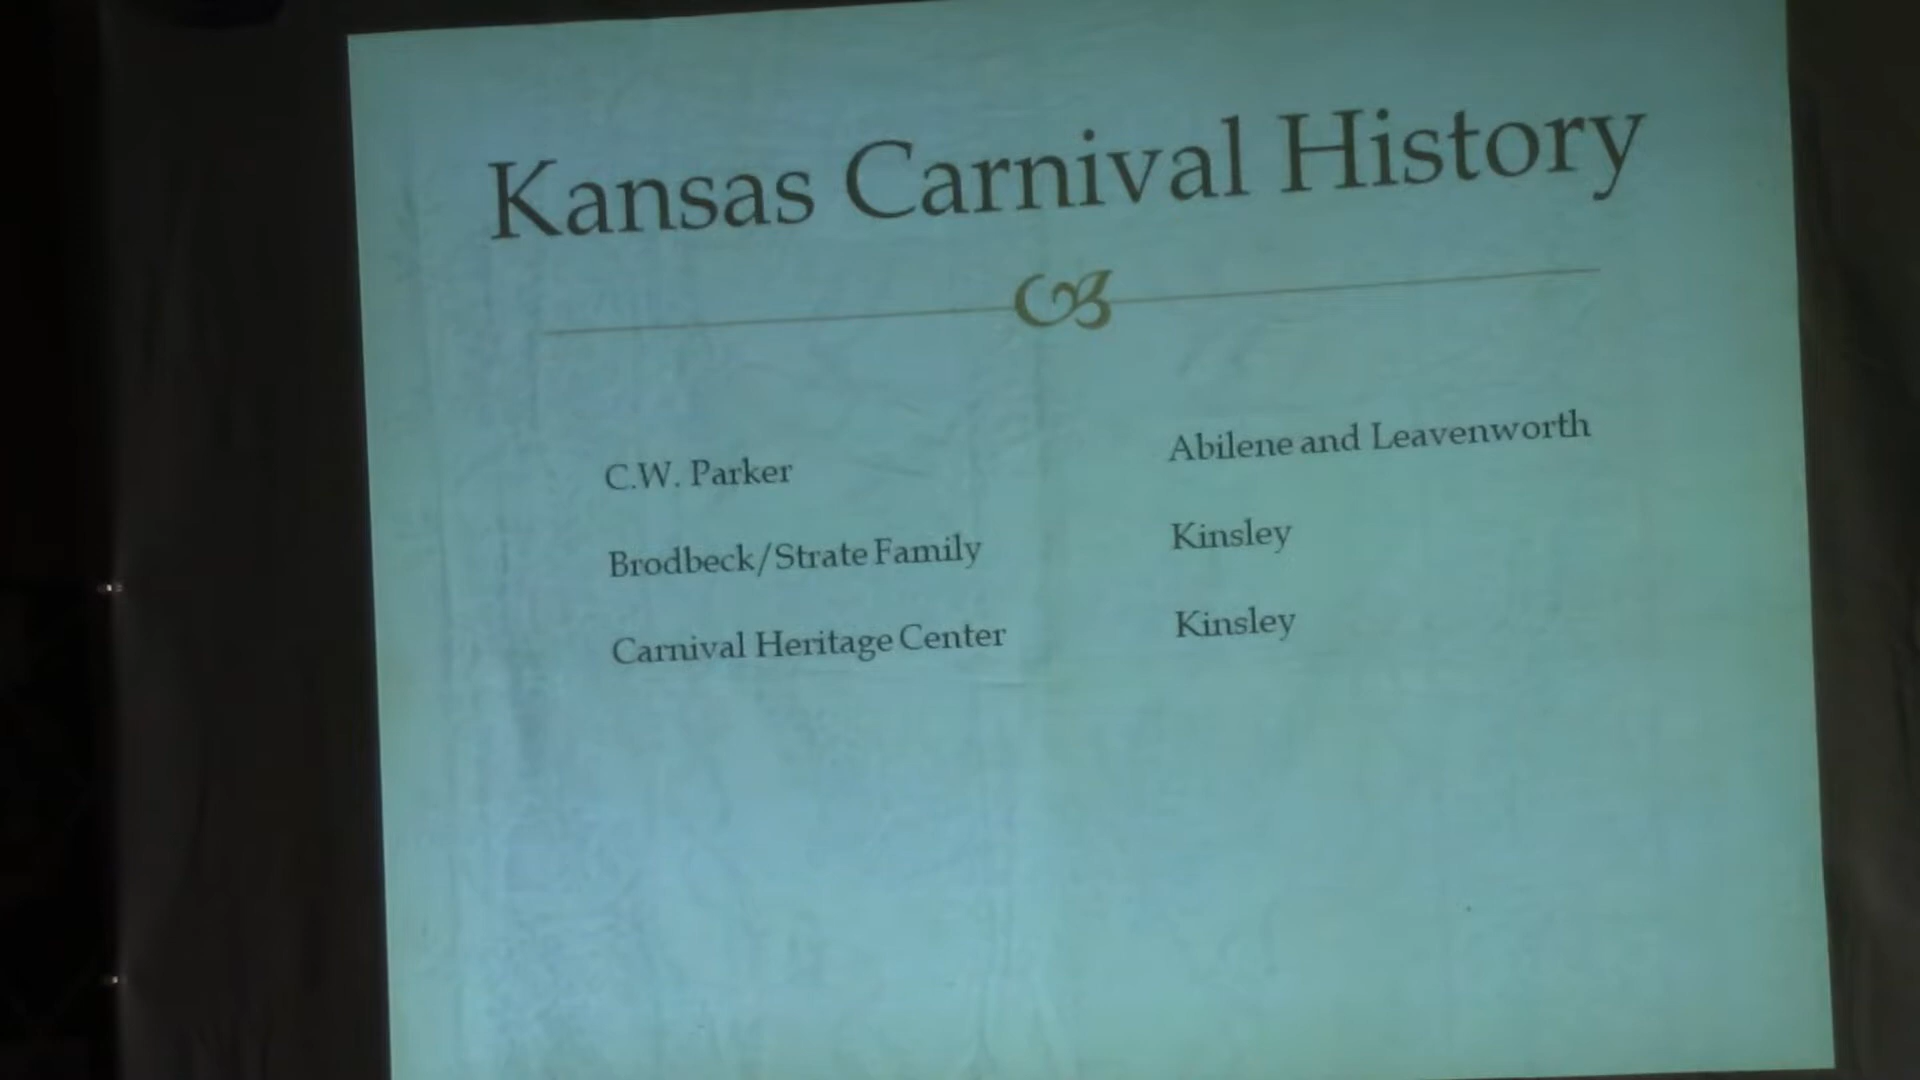 Kansas Carnival History
C.W. Parker
Abilene and Leavenworth
Brodbeck/Strate Family
Kinsley
Carnival Heritage Center
Kinsley